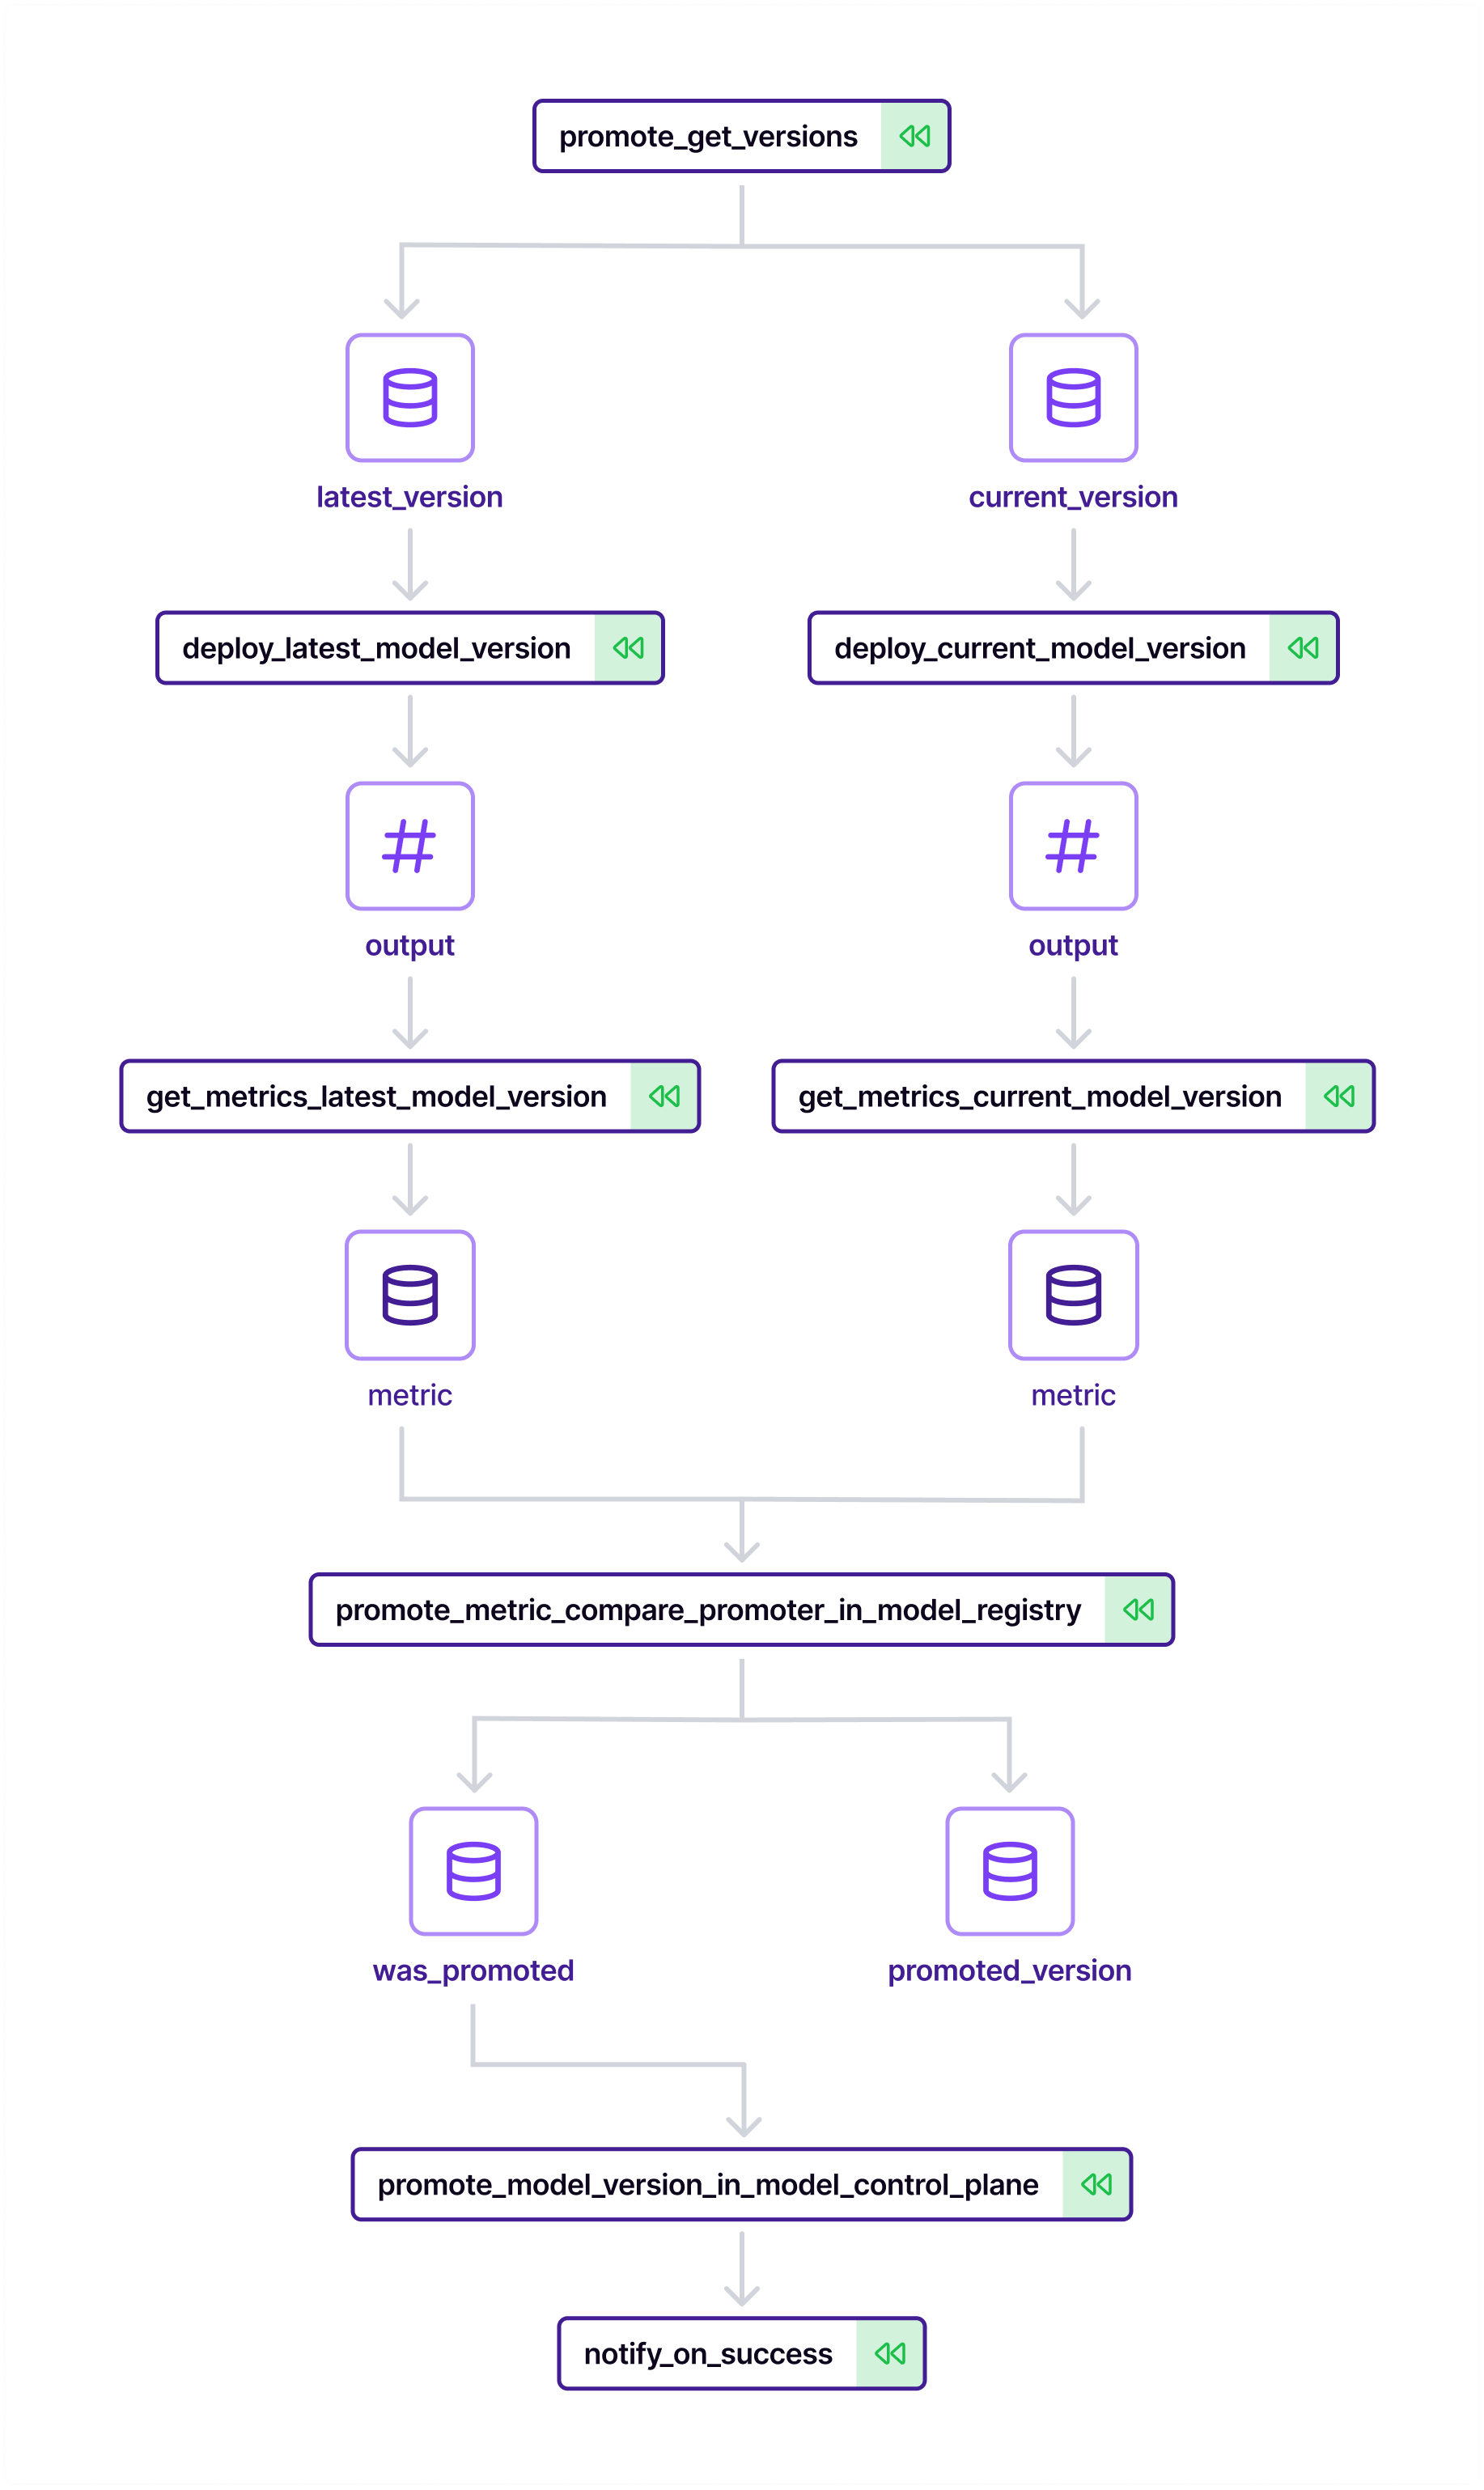 promote_get_versions
latest_version
current_version
deploy_latest_model_version
deploy_current_model_version
output
output
get_metrics_latest_model_version
get_metrics_current_model_version
metric
metric
promote_metric_compare_promoter_in_model_registry
was_promoted
promoted_version
promote_model_version_in_model_control_plane
notify_on_success